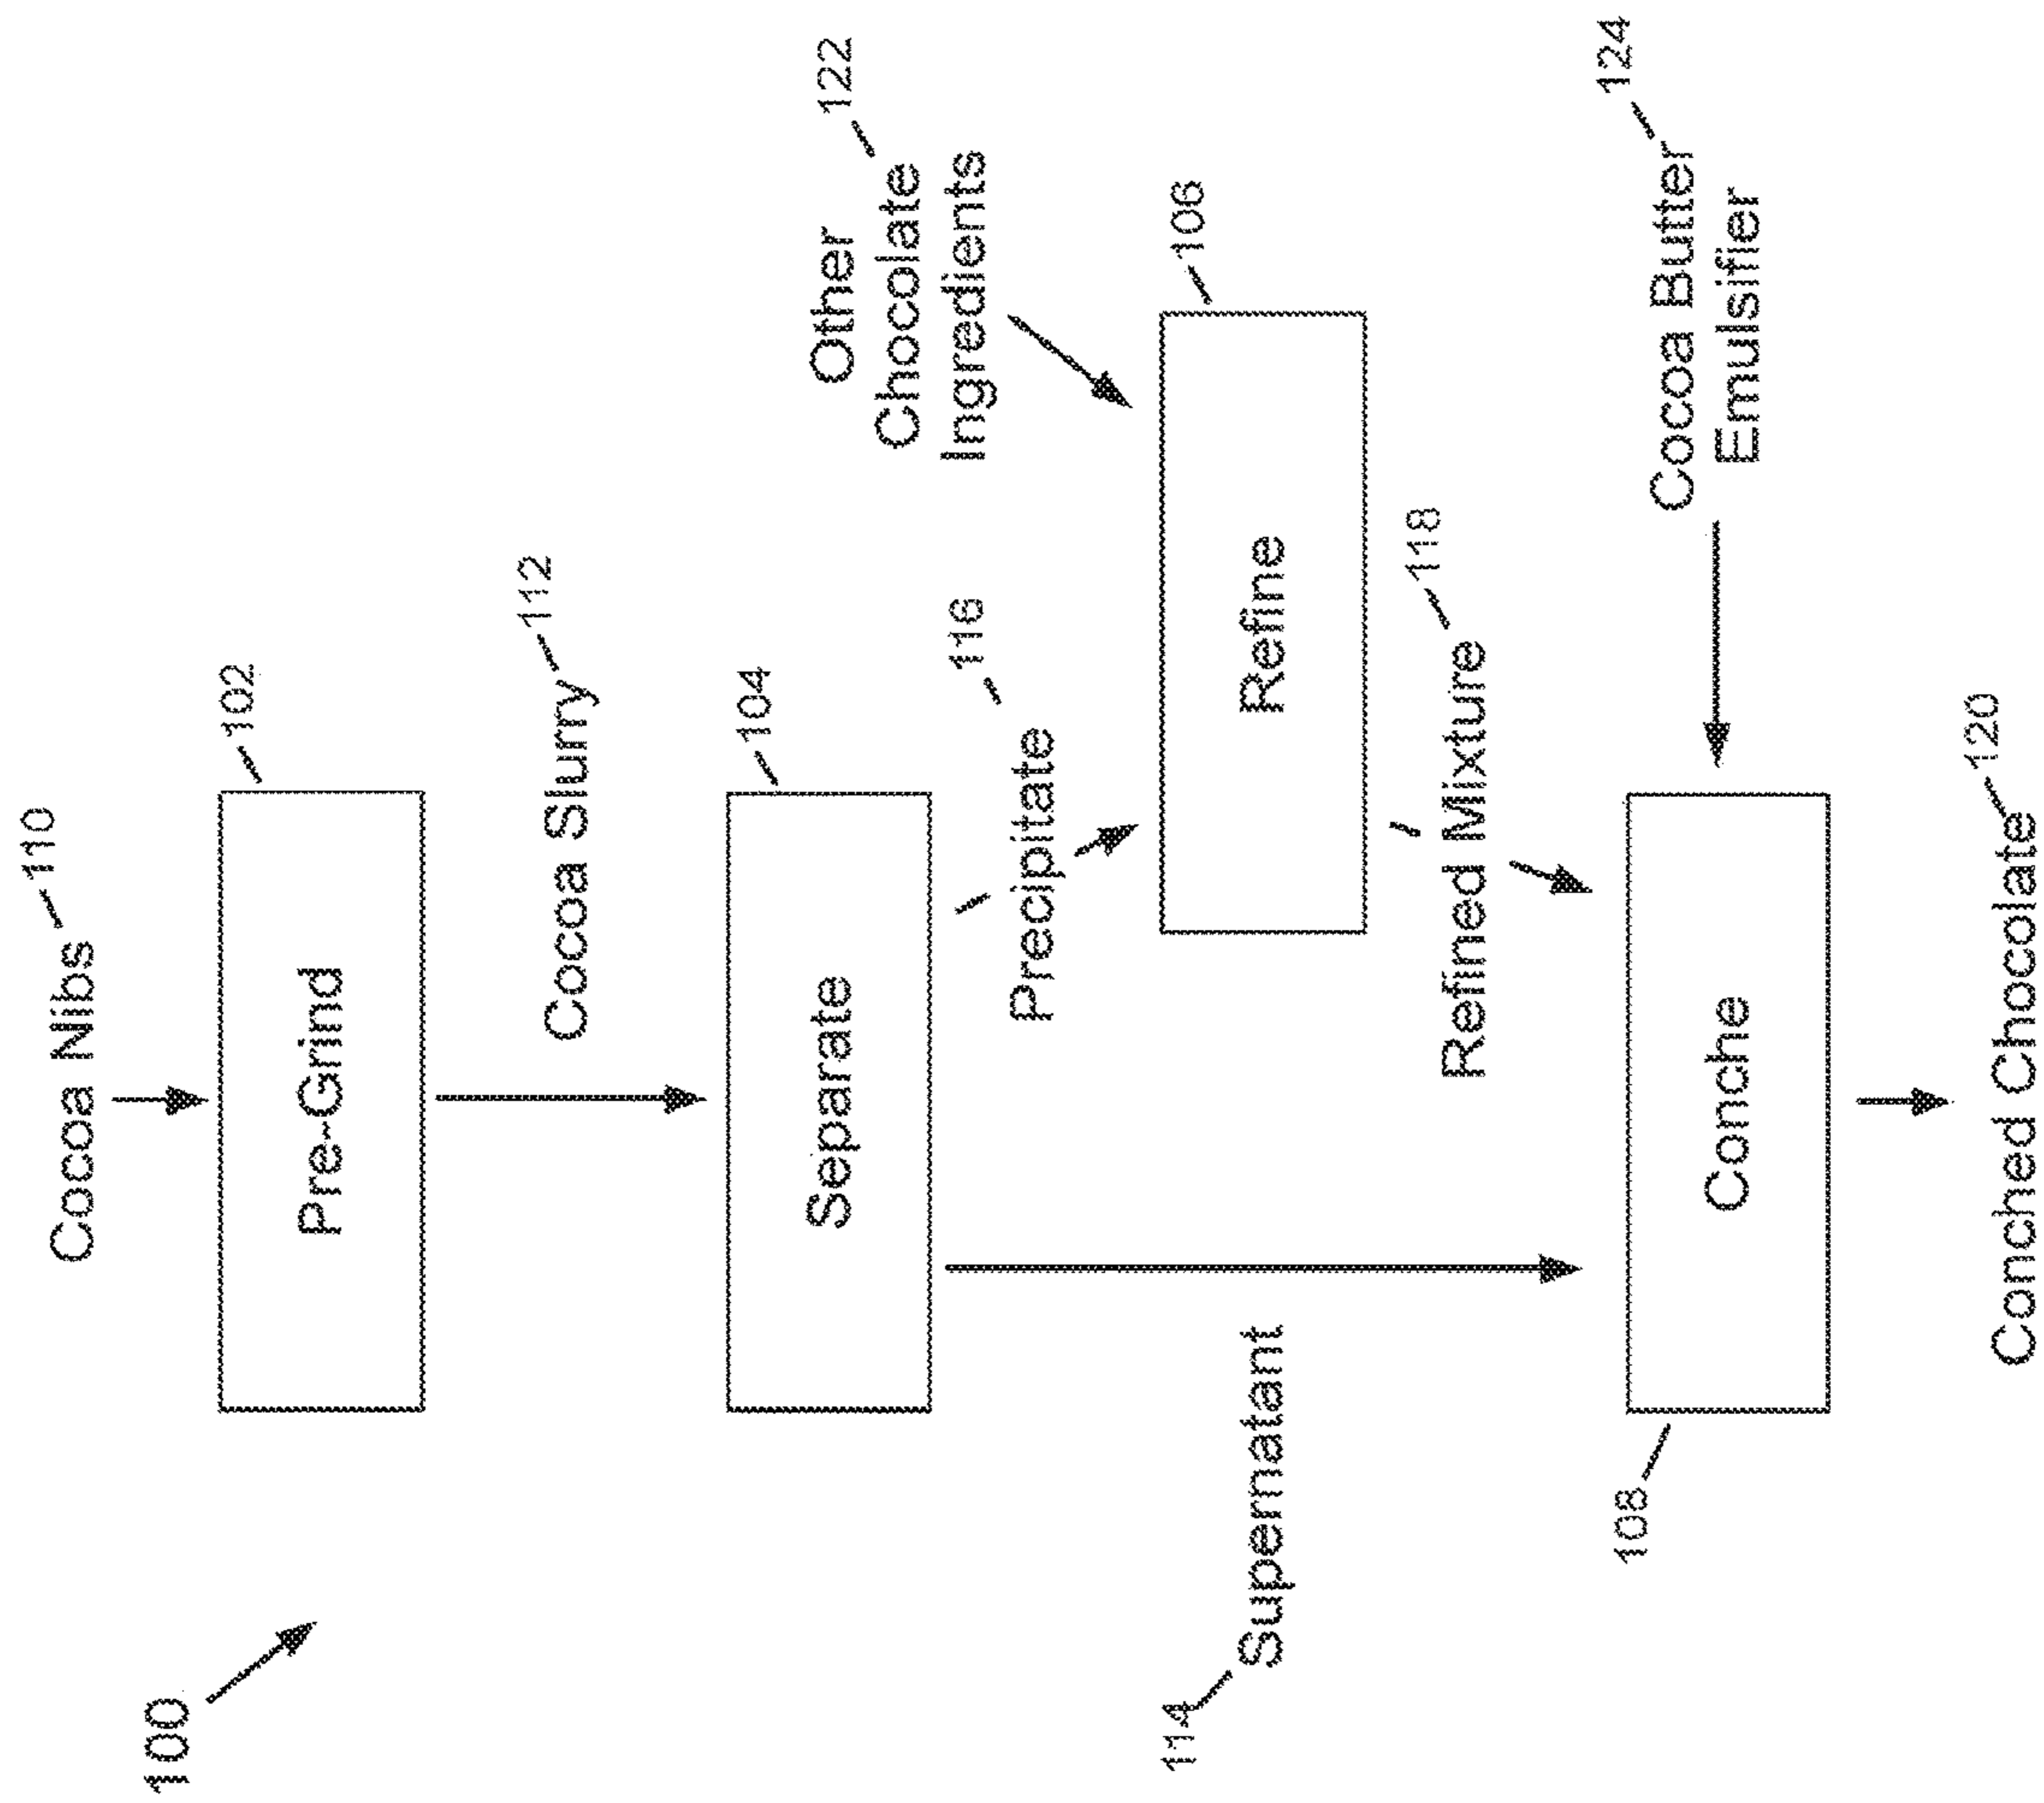 100
Cocoa Nibs
110
Pre-Grind
102
Cocoa Slurry
112
Separate
104
Precipitate
116
Other
Chocolate
Ingredients
122
Refine
106
Supernatant
114
Refined Mixture
118
Conche
108
Cocoa Butter
Emulsifier
124
Conched Chocolate
120